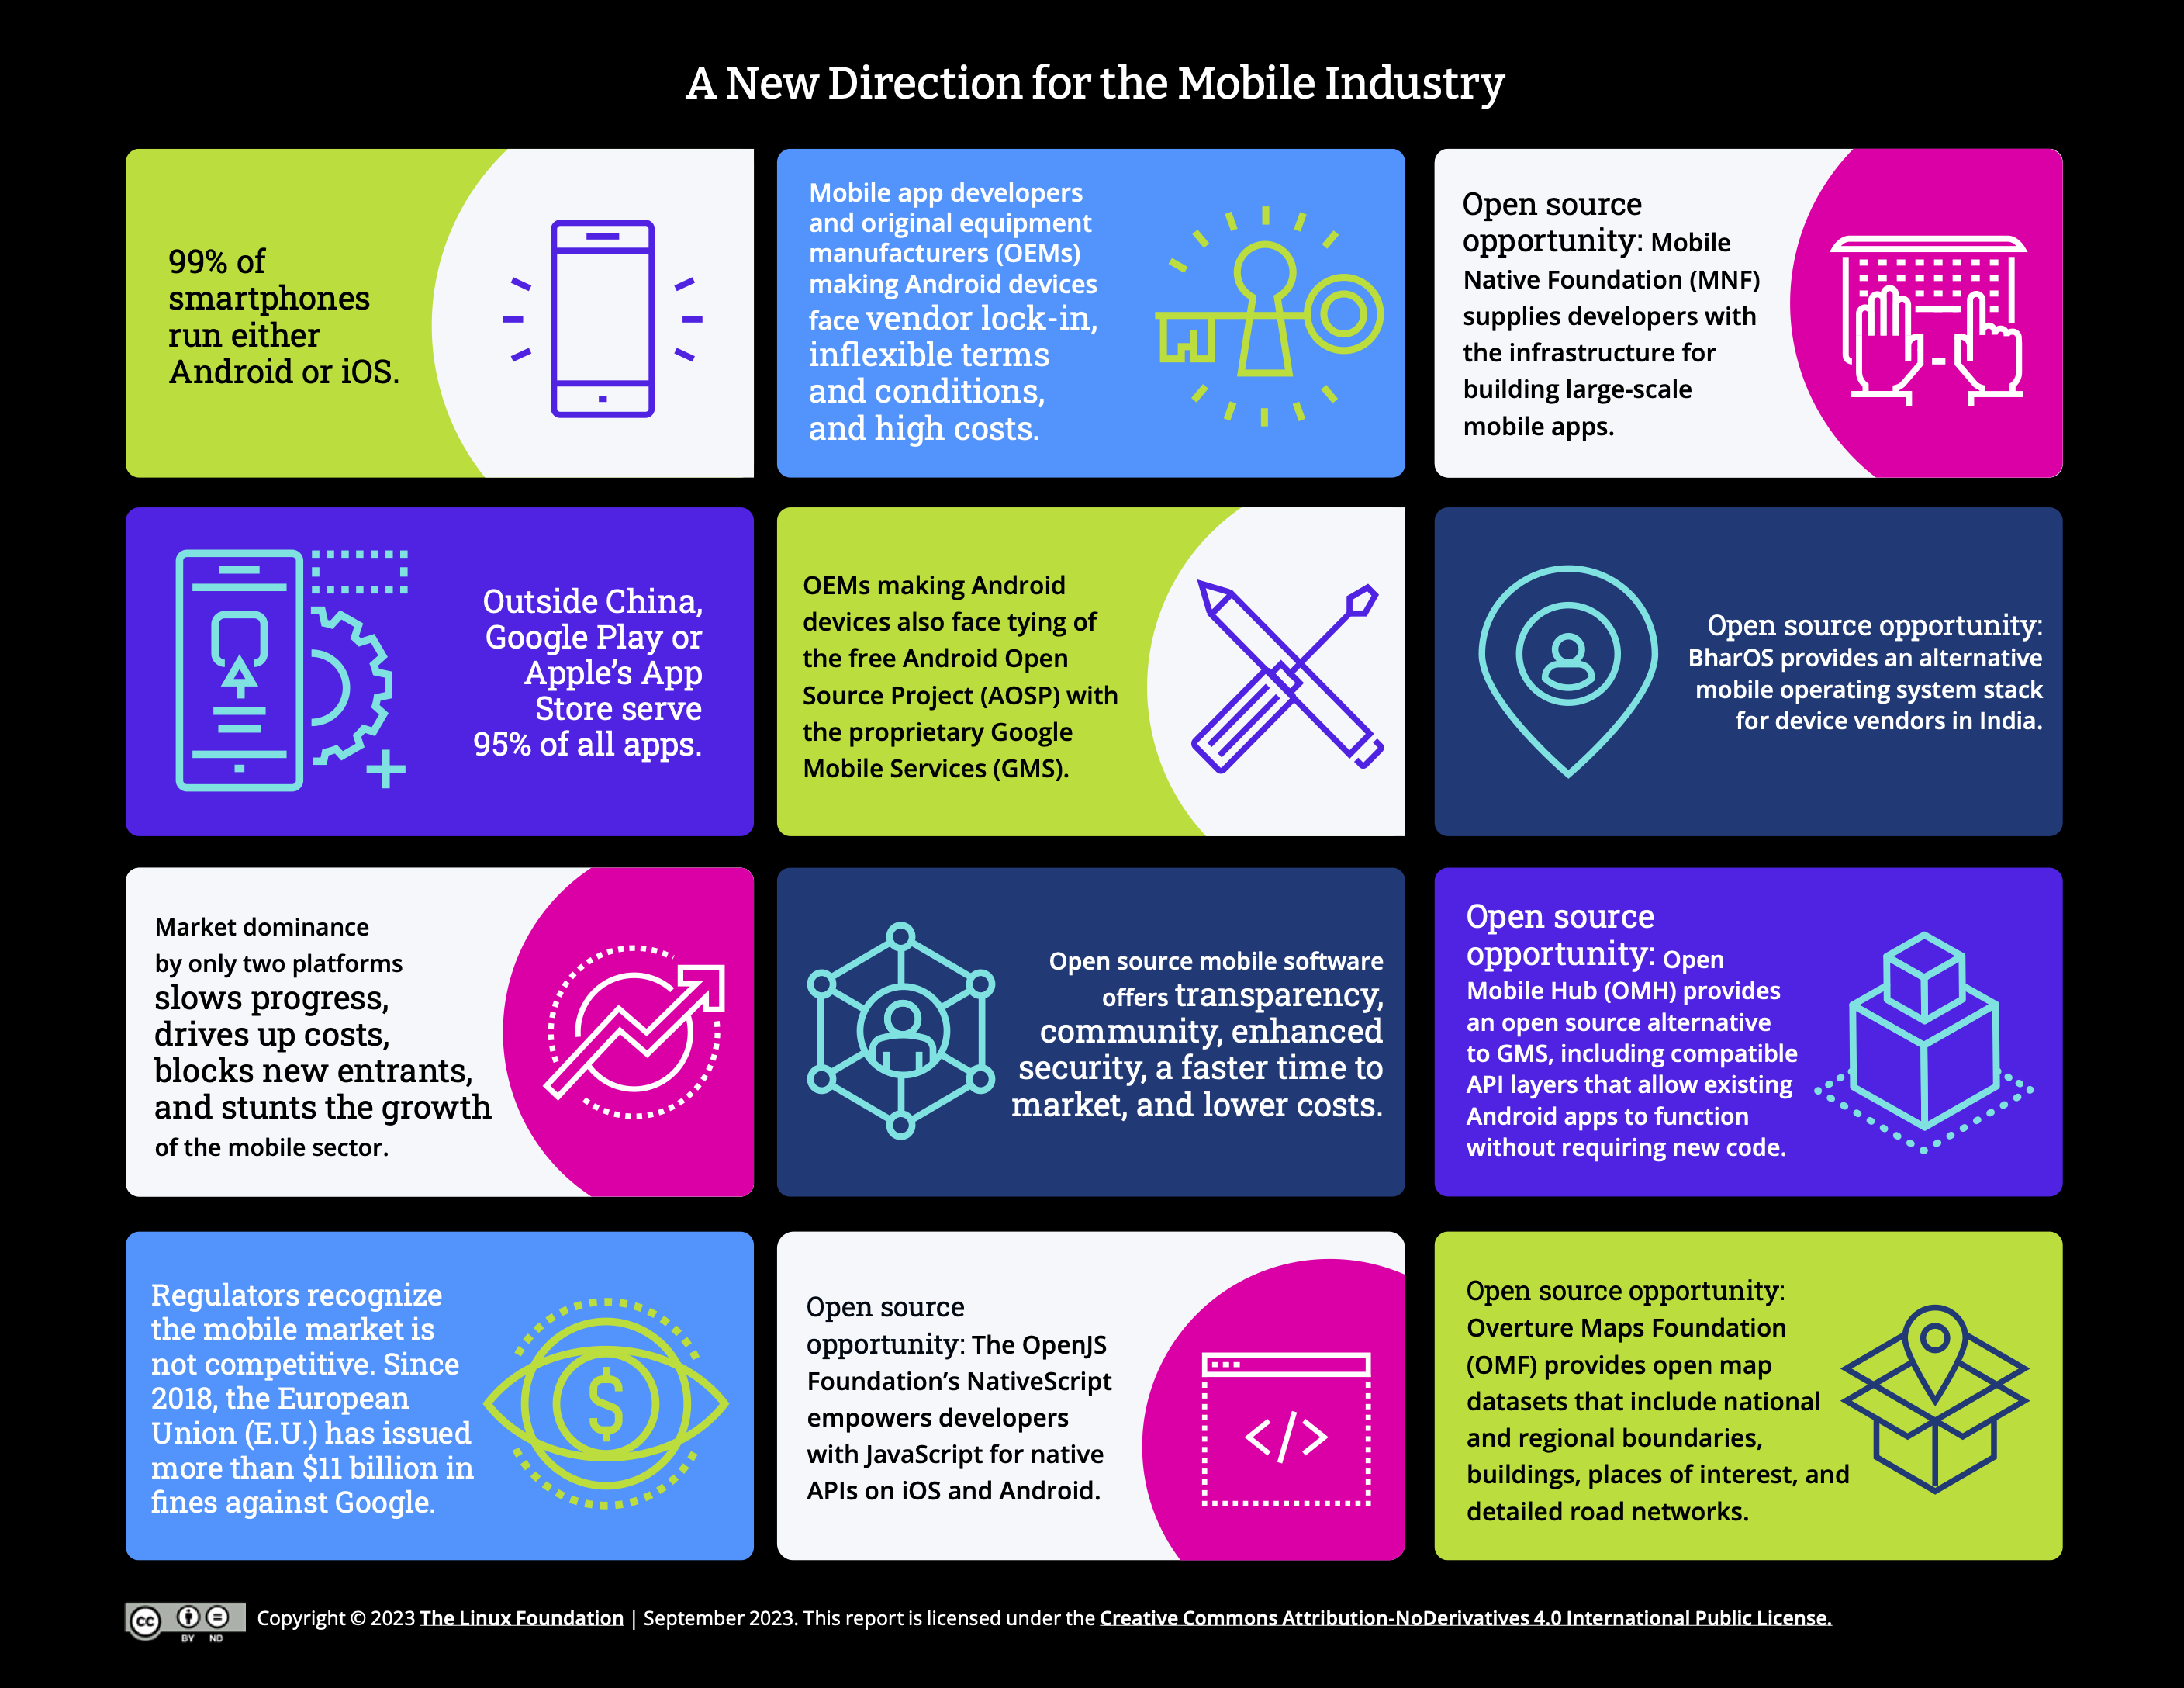 A New Direction for the Mobile Industry
99% of
smartphones
run either
Android or iOS.
Mobile app developers
and original equipment
manufacturers (OEMs)
making Android devices
face vendor lock-in,
inflexible terms
and conditions,
and high costs.
Open source
opportunity: Mobile
Native Foundation (MNF)
supplies developers with
the infrastructure for
building large-scale
mobile apps.
Outside China,
Google Play or
Apple's App
Store serve
95% of all apps.
OEMs making Android
devices also face tying of
the free Android Open
Source Project (AOSP) with
the proprietary Google
Mobile Services (GMS).
Open source opportunity:
BharOS provides an alternative
mobile operating system stack
for device vendors in India.
Market dominance
by only two platforms
slows progress,
drives up costs,
blocks new entrants,
and stunts the growth
of the mobile sector.
Open source mobile software
offers transparency,
community, enhanced
security, a faster time to
market, and lower costs.
Open source
opportunity: Open
Mobile Hub (OMH) provides
an open source alternative
to GMS, including compatible
API layers that allow existing
Android apps to function
without requiring new code.
Regulators recognize
the mobile market is
not competitive. Since
2018, the European
Union (E.U.) has issued
more than $11 billion in
fines against Google.
$
Open source
opportunity: The OpenJS
Foundation's NativeScript
empowers developers
with JavaScript for native
APIs on iOS and Android.
</>
Open source opportunity:
Overture Maps Foundation
(OMF) provides open map
datasets that include national
and regional boundaries,
buildings, places of interest, and
detailed road networks.
cc BY ND
Copyright © 2023 The Linux Foundation | September 2023. This report is licensed under the Creative Commons Attribution-NoDerivatives 4.0 International Public License.